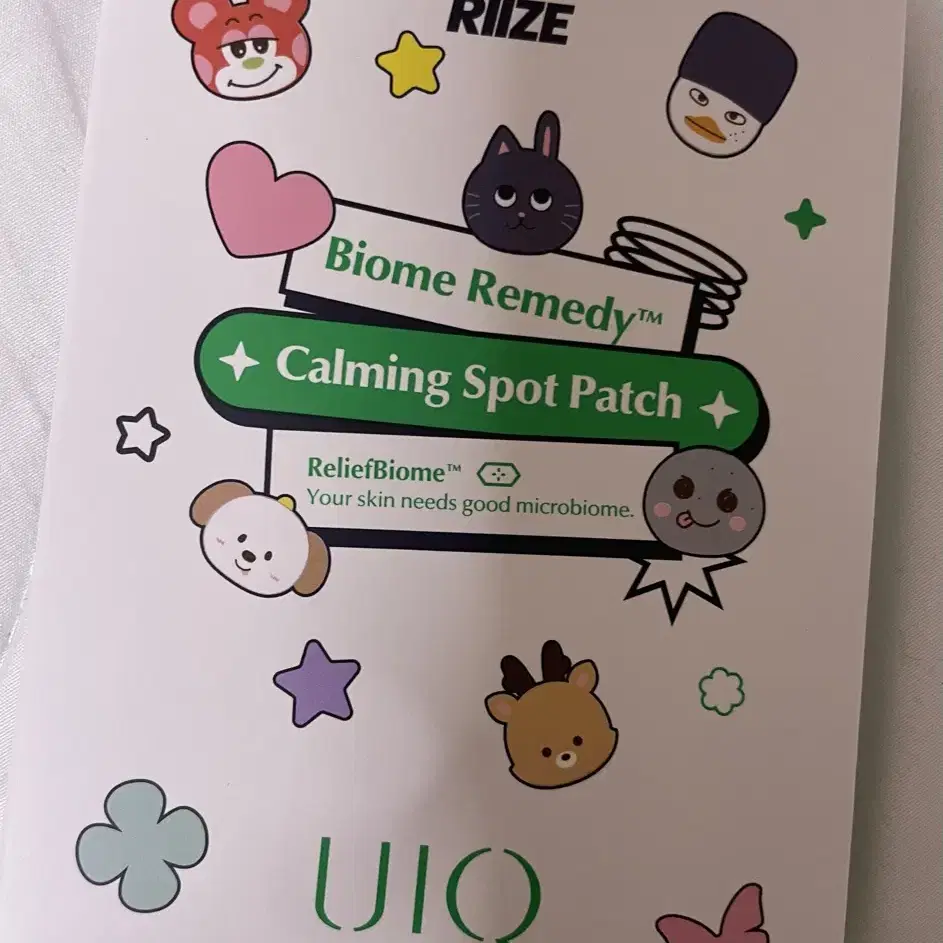 RIIZE
Biome Remedy™
Calming Spot Patch
ReliefBiome™
Your skin needs good microbiome.
UIQ